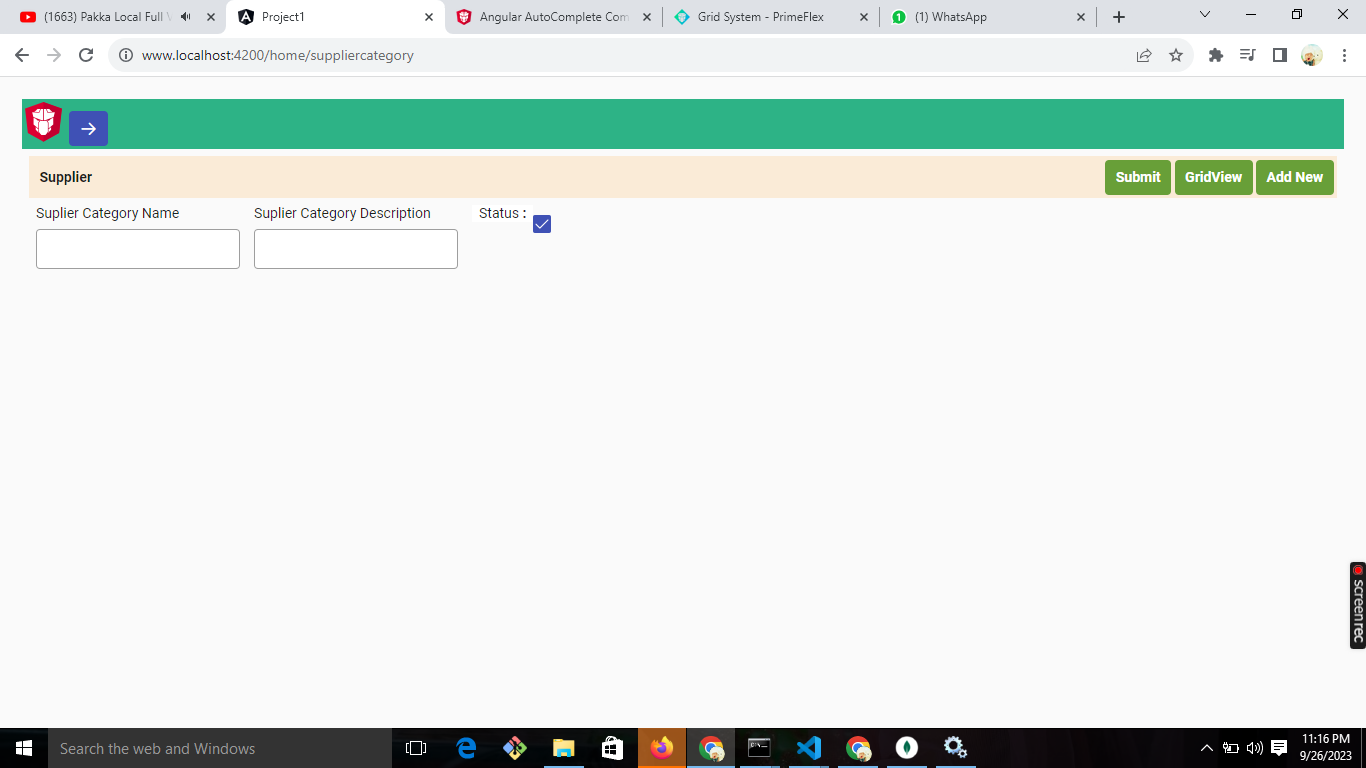 (1663) Pakka Local Full
Project1
Angular AutoComplete Com
Grid System - PrimeFlex
(1) WhatsApp
www.localhost:4200/home/suppliercategory
Supplier
Submit
GridView
Add New
Suplier Category Name
Suplier Category Description
Status :
screenrec
Search the web and Windows
11:16 PM
9/26/2023